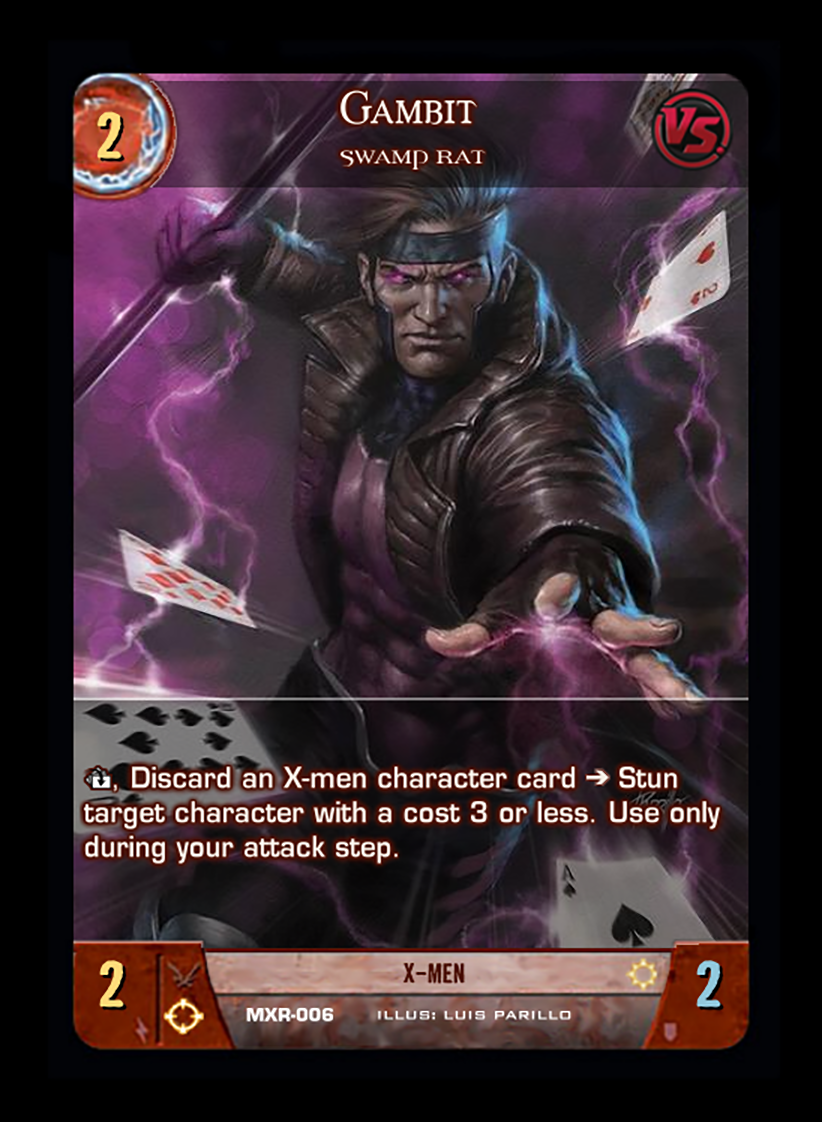 2
GAMBIT
VS.
SWAMP RAT
2
, Discard an X-men character card ➔ Stun
target character with a cost 3 or less. Use only
during your attack step.
A
2
X-MEN
2
MXR-006 ILLUS: LUIS PARILLO